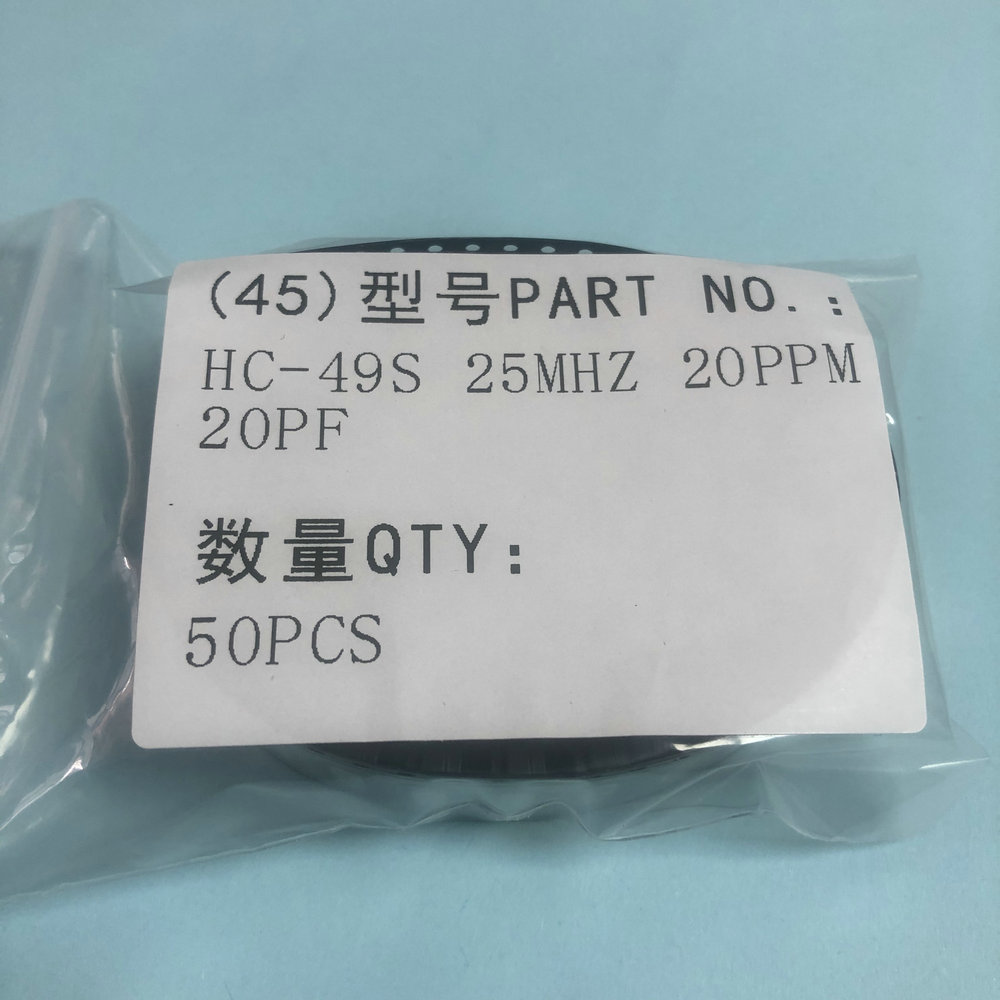 (45)型号PART NO.:
HC-49S 25MHZ 20PPM
20PF
数量QTY:
50PCS